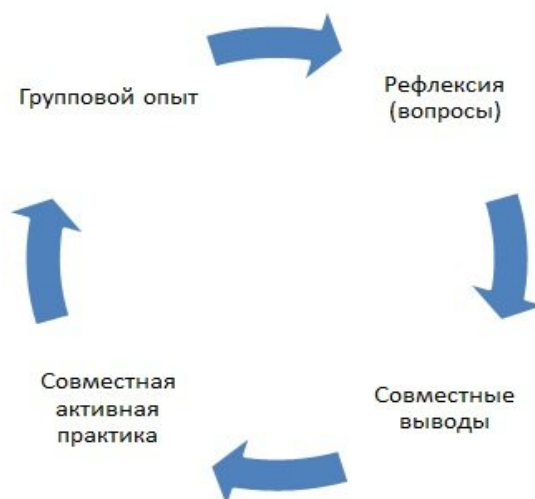 Групповой опыт
Рефлексия
(вопросы)
Совместные
выводы
Совместная
активная
практика